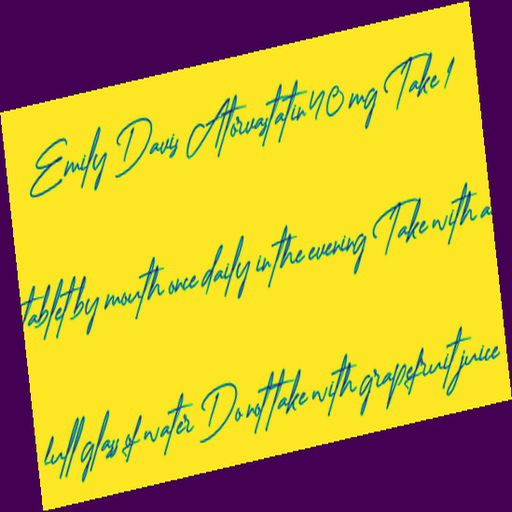 Emily Davis Atorvastatin 40 mg Take 1
tablet by mouth once daily in the evening Take with a
full glass of water Do not take with grapefruit juice